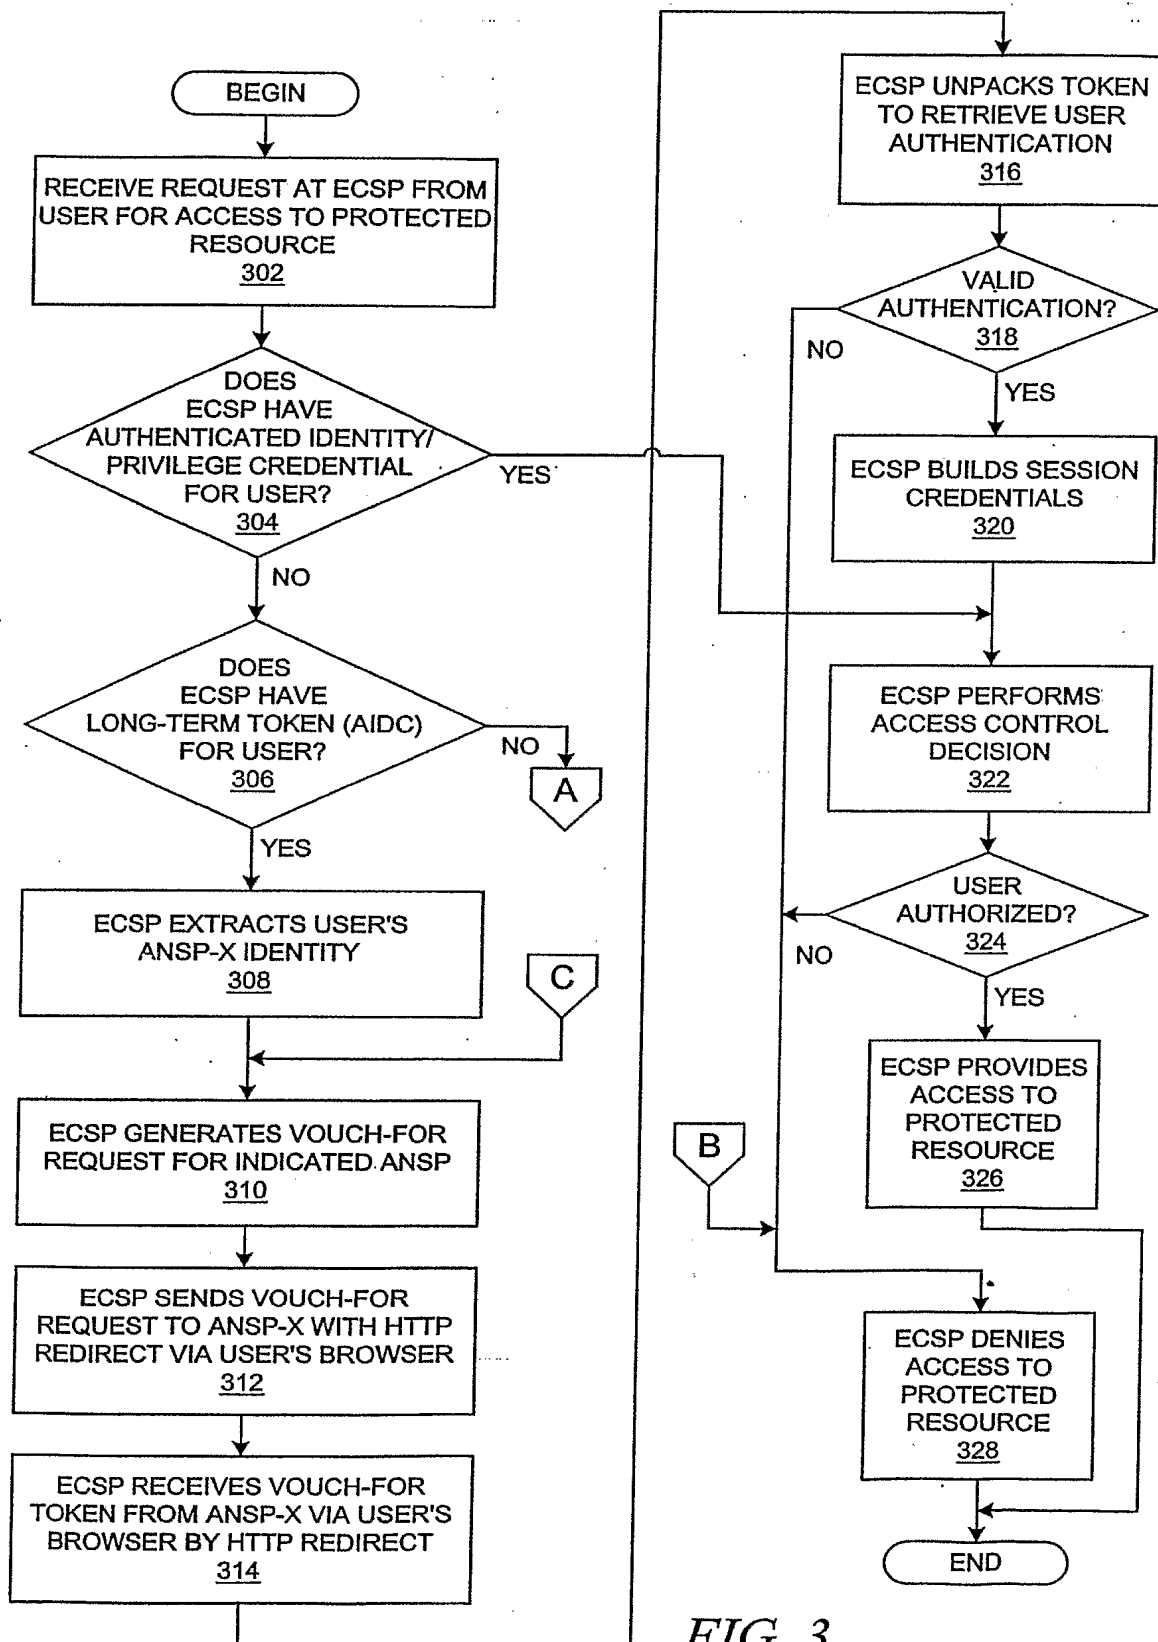 BEGIN
RECEIVE REQUEST AT ECSP FROM
USER FOR ACCESS TO PROTECTED
RESOURCE
302
DOES
ECSP HAVE
AUTHENTICATED IDENTITY/
PRIVILEGE CREDENTIAL
FOR USER?
304
YES
NO
DOES
ECSP HAVE
LONG-TERM TOKEN (AIDC)
FOR USER?
306
NO
A
YES
ECSP EXTRACTS USER'S
ANSP-X IDENTITY
308
C
ECSP GENERATES VOUCH-FOR
REQUEST FOR INDICATED ANSP
310
ECSP SENDS VOUCH-FOR
REQUEST TO ANSP-X WITH HTTP
REDIRECT VIA USER'S BROWSER
312
ECSP RECEIVES VOUCH-FOR
TOKEN FROM ANSP-X VIA USER'S
BROWSER BY HTTP REDIRECT
314
ECSP UNPACKS TOKEN
TO RETRIEVE USER
AUTHENTICATION
316
VALID
AUTHENTICATION?
318
NO
YES
ECSP BUILDS SESSION
CREDENTIALS
320
ECSP PERFORMS
ACCESS CONTROL
DECISION
322
USER
AUTHORIZED?
324
NO
YES
ECSP PROVIDES
ACCESS TO
PROTECTED
RESOURCE
326
B
ECSP DENIES
ACCESS TO
PROTECTED
RESOURCE
328
END
FIG. 3